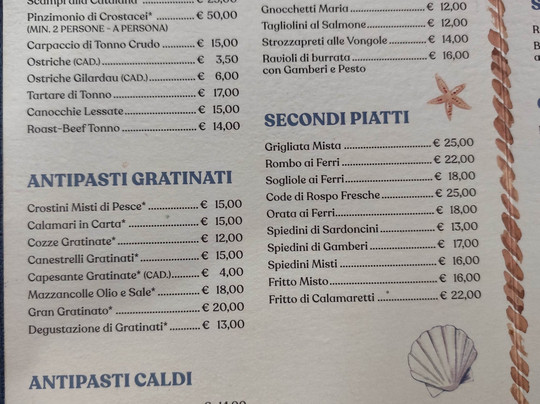 Scampi alla Catalana
Pinzimonio di Crostacei* € 50,00
(MIN. 2 PERSONE - A PERSONA)
Carpaccio di Tonno Crudo € 15,00
Ostriche (CAD.) € 3,50
Ostriche Gilardau (CAD.) € 6,00
Tartare di Tonno € 17,00
Canocchie Lessate € 15,00
Roast-Beef Tonno € 14,00
ANTIPASTI GRATINATI
Crostini Misti di Pesce* € 15,00
Calamari in Carta* € 15,00
Cozze Gratinate* € 12,00
Canestrelli Gratinati* € 15,00
Capesante Gratinate* (CAD.) € 4,00
Mazzancolle Olio e Sale* € 18,00
Gran Gratinato* € 20,00
Degustazione di Gratinati* € 13,00
ANTIPASTI CALDI
Gnocchetti Maria € 12,00
Tagliolini al Salmone € 12,00
Strozzapreti alle Vongole € 14,00
Ravioli di burrata € 16,00
con Gamberi e Pesto
SECONDI PIATTI
Grigliata Mista € 25,00
Rombo ai Ferri € 22,00
Sogliole ai Ferri € 18,00
Code di Rospo Fresche € 25,00
Orata ai Ferri € 18,00
Spiedini di Sardoncini € 13,00
Spiedini di Gamberi € 17,00
Spiedini Misti € 16,00
Fritto Misto € 16,00
Fritto di Calamaretti € 22,00